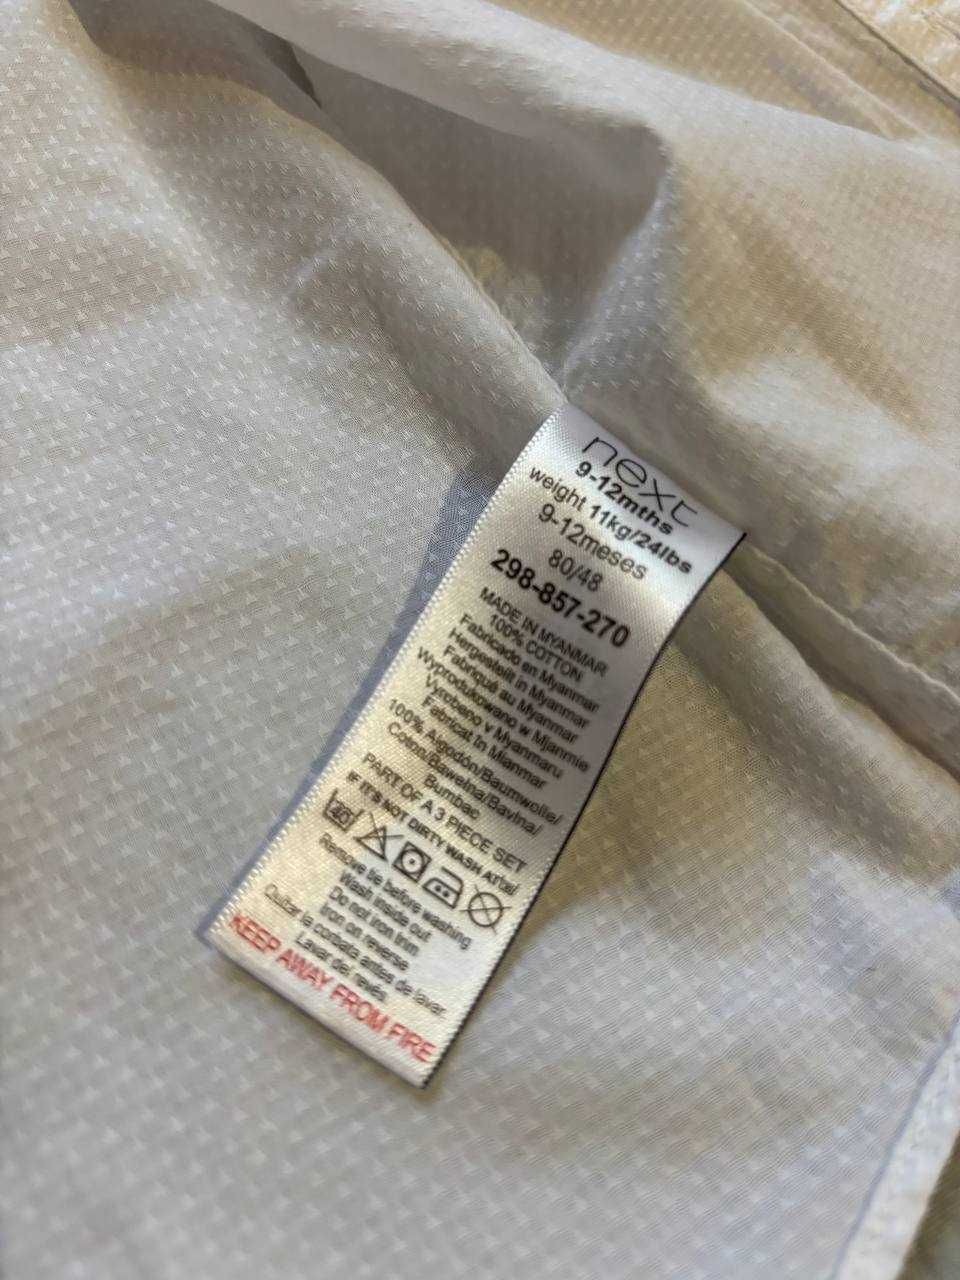 next
9-12mths
weight 11kg/24lbs
9-12meses
80/48
298-857-270
MADE IN MYANMAR
100% COTTON
Fabricado en Myanmar
Hergestellt in Myanmar
Fabriqué au Myanmar
Wyprodukowano w Mjanmie
Vyrobeno v Myanmaru
Fabricat în Mianmar
100% Algodón/Baumwolle/
Coton/Bawełna/Bavlna/
Bumbac
PART OF A 3 PIECE SET
IF IT'S NOT DIRTY WASH AT
40
Remove tie before washing
Wash inside out
Do not iron trim
Iron on reverse.
Quitar la corbata antes de lavar.
Lavar del revés.
KEEP AWAY FROM FIRE